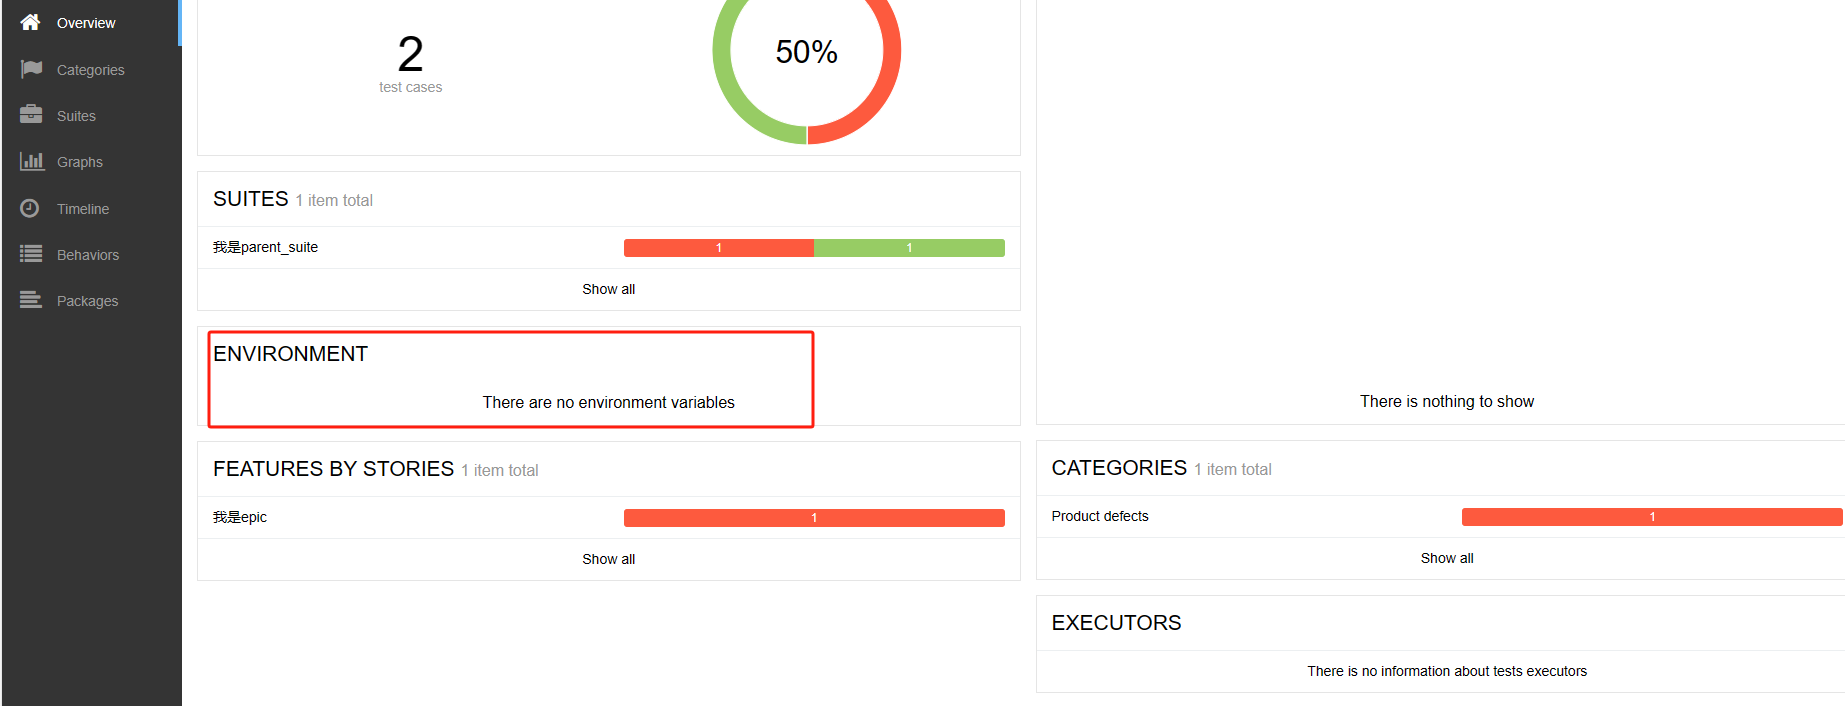 Overview
Categories
Suites
Graphs
Timeline
Behaviors
Packages
2
test cases
50%
SUITES 1 item total
我是parent_suite
1
1
Show all
ENVIRONMENT
There are no environment variables
FEATURES BY STORIES 1 item total
我是epic
1
Show all
There is nothing to show
CATEGORIES 1 item total
Product defects
1
Show all
EXECUTORS
There is no information about tests executors